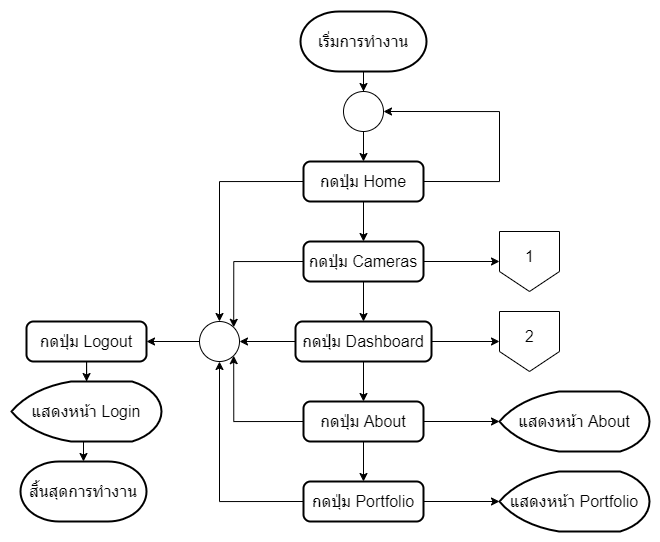 เริ่มการทำงาน
กดปุ่ม Home
กดปุ่ม Cameras
1
กดปุ่ม Logout
กดปุ่ม Dashboard
2
แสดงหน้า Login
กดปุ่ม About
แสดงหน้า About
สิ้นสุดการทำงาน
กดปุ่ม Portfolio
แสดงหน้า Portfolio